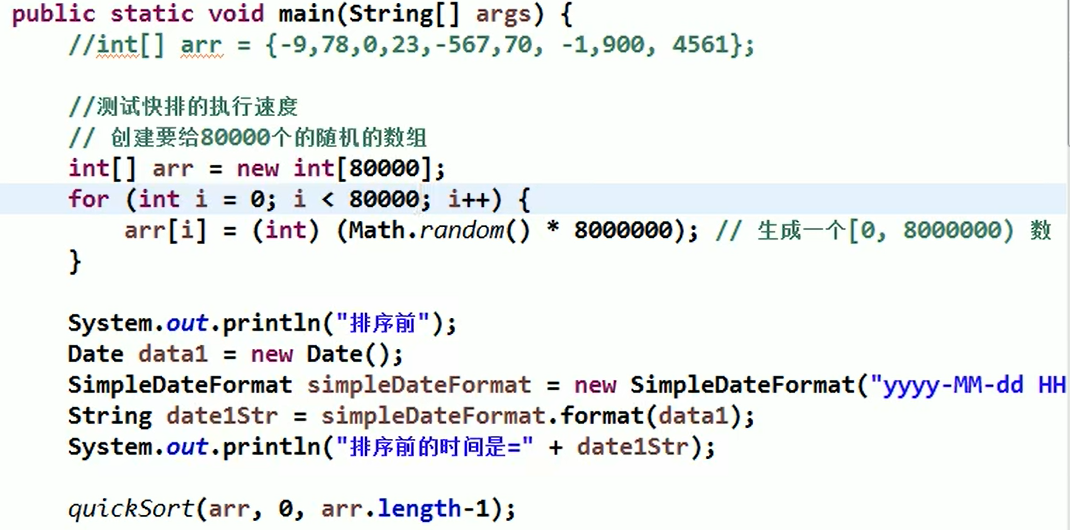 public static void main(String[] args) {
//int[] arr = {-9,78,0,23,-567,70, -1,900, 4561};
//测试快排的执行速度
// 创建要给80000个的随机的数组
int[] arr = new int[80000];
for (int i = 0; i < 80000; i++) {
arr[i] = (int) (Math.random() * 8000000); // 生成一个[0, 8000000) 数
}
System.out.println("排序前");
Date data1 = new Date();
SimpleDateFormat simpleDateFormat = new SimpleDateFormat("yyyy-MM-dd HH
String date1Str = simpleDateFormat.format(data1);
System.out.println("排序前的时间是=" + date1Str);
quickSort(arr, 0, arr.length-1);